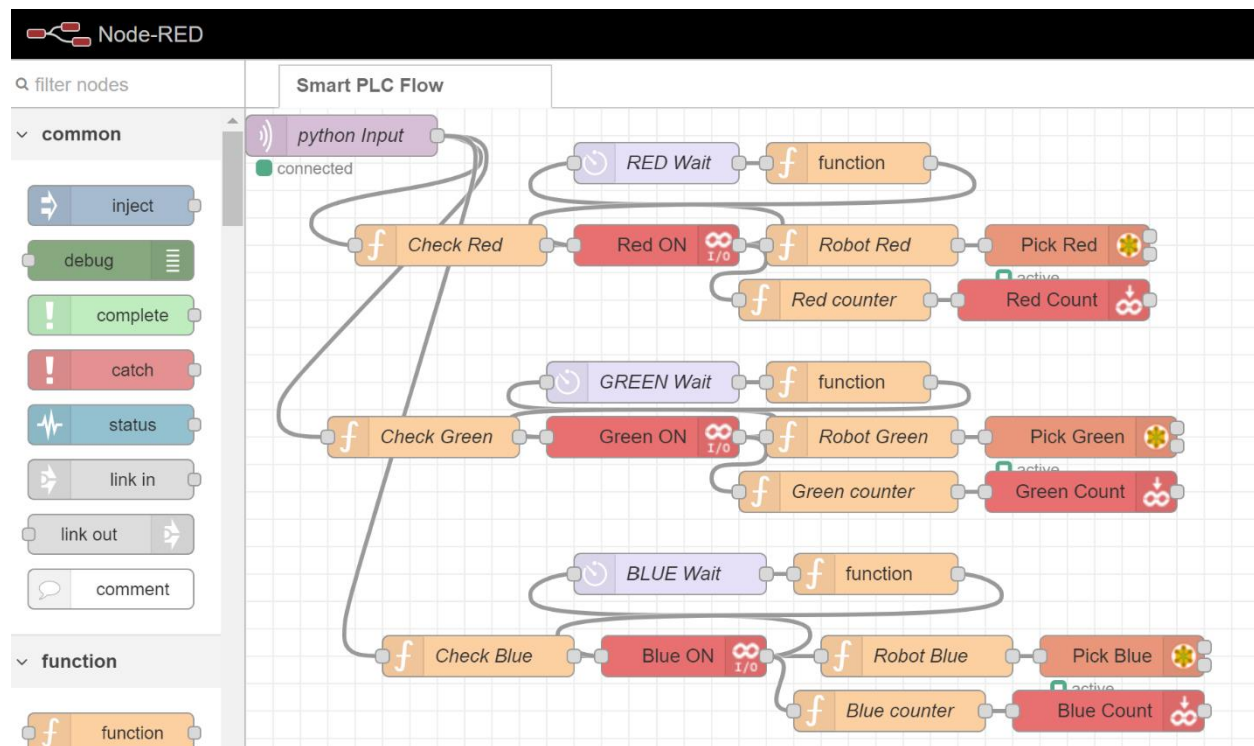 Node-RED
filter nodes
Smart PLC Flow
common
python Input
connected
inject
debug
complete
catch
status
link in
link out
comment
function
function
RED Wait
function
Check Red
Red ON
I/O
Robot Red
Pick Red
active
Red counter
Red Count
GREEN Wait
function
Check Green
Green ON
I/O
Robot Green
Pick Green
active
Green counter
Green Count
BLUE Wait
function
Check Blue
Blue ON
I/O
Robot Blue
Pick Blue
active
Blue counter
Blue Count